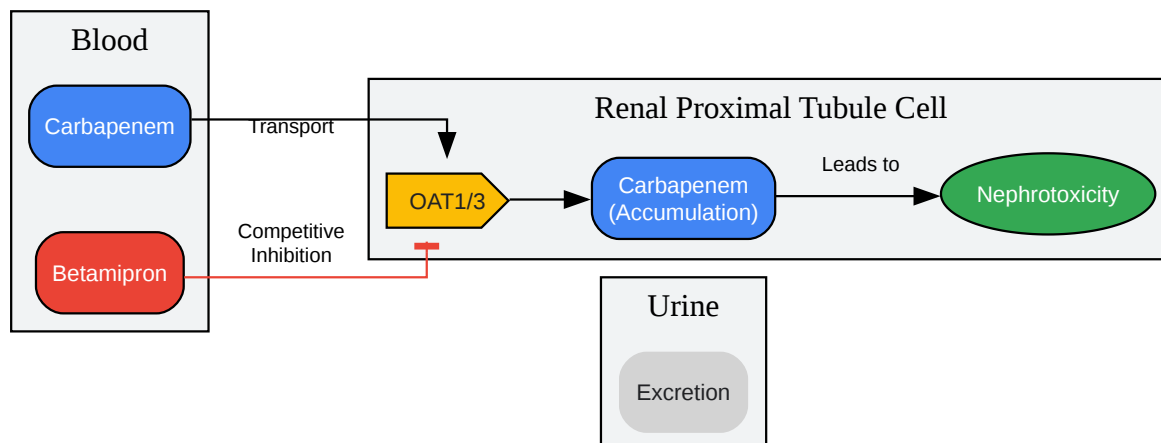 Blood
Carbapenem
Transport
Renal Proximal Tubule Cell
OAT1/3
Carbapenem
(Accumulation)
Leads to
Nephrotoxicity
Betamipron
Competitive
Inhibition
Urine
Excretion